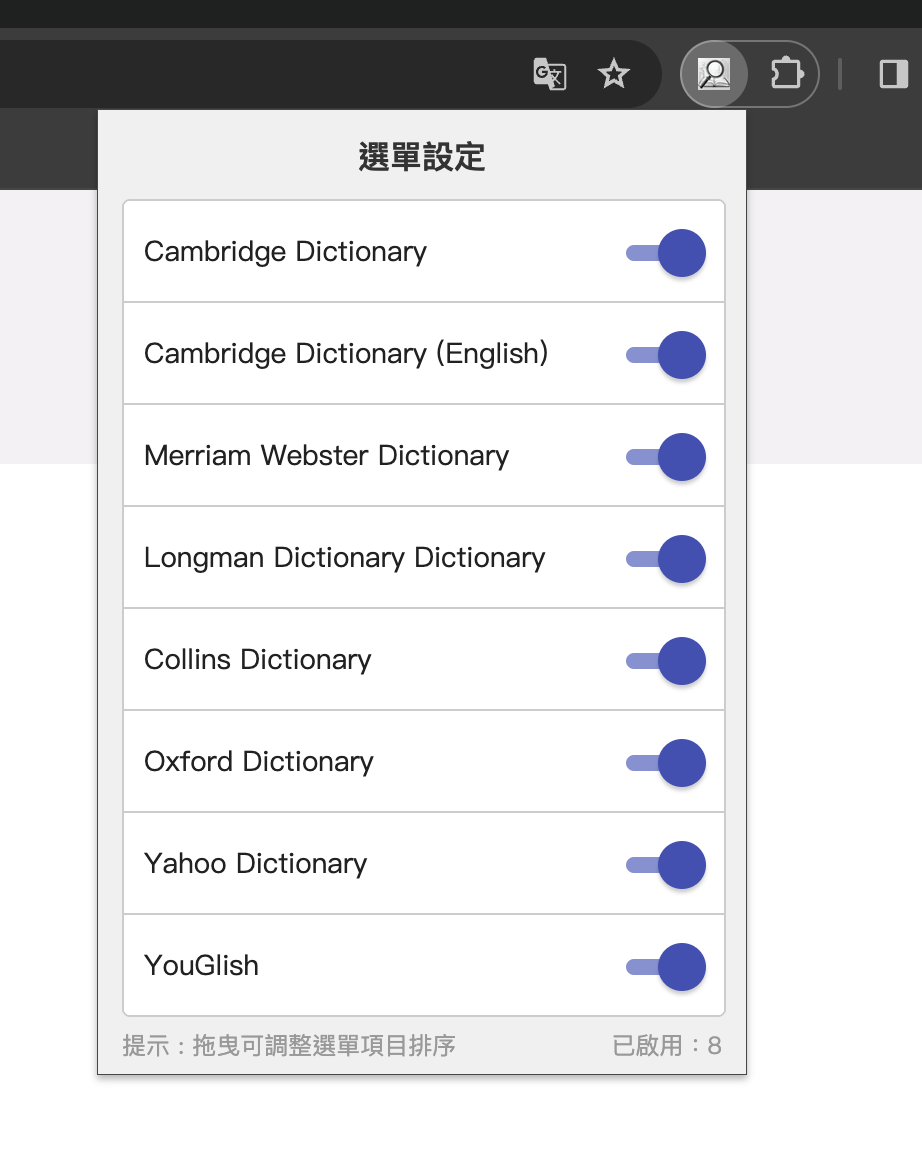 選單設定
Cambridge Dictionary
Cambridge Dictionary (English)
Merriam Webster Dictionary
Longman Dictionary Dictionary
Collins Dictionary
Oxford Dictionary
Yahoo Dictionary
YouGlish
提示：拖曳可調整選單項目排序 已啟用：8